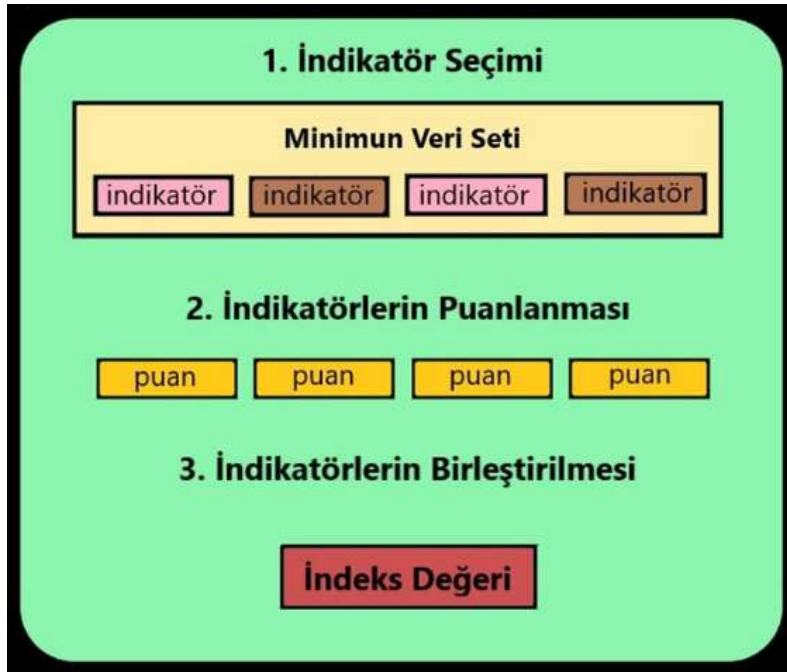 1. İndikatör Seçimi
Minimun Veri Seti
indikatör indikatör indikatör indikatör
2. İndikatörlerin Puanlanması
puan puan puan puan
3. İndikatörlerin Birleştirilmesi
İndeks Değeri